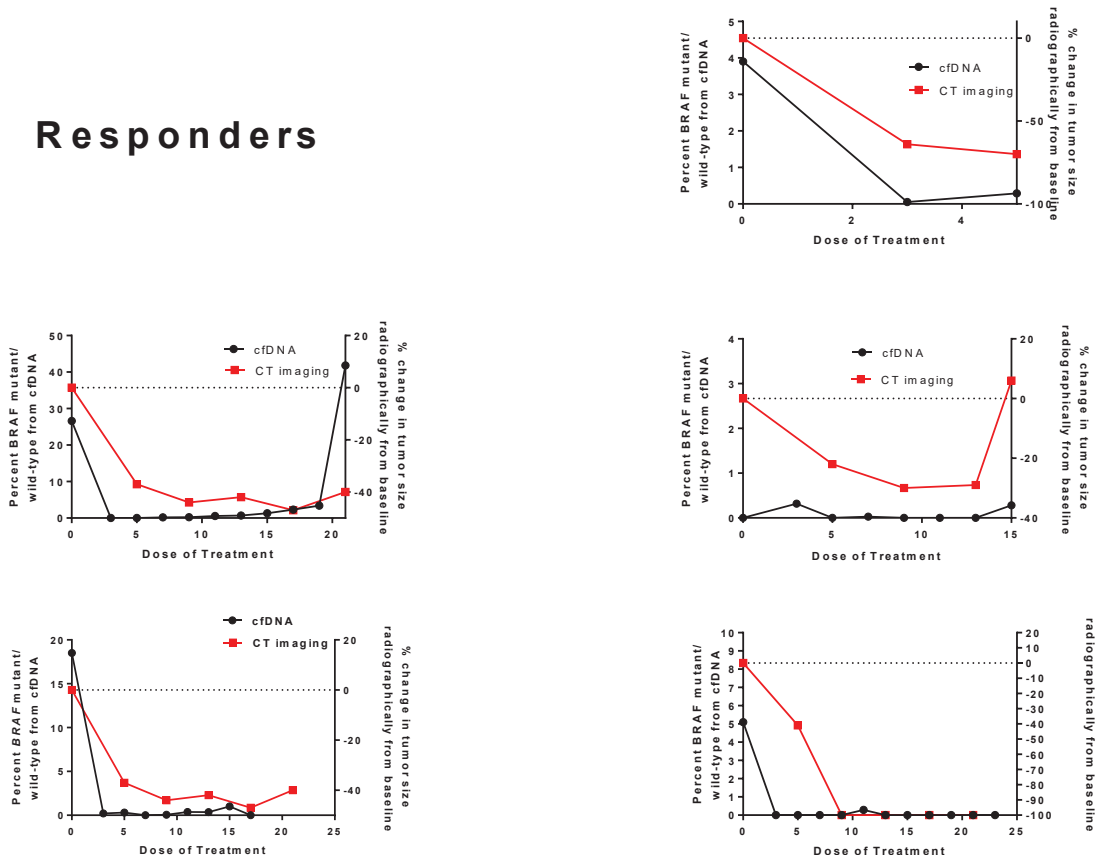 Responders
5
4
3
2
1
0
0
2
4
0
-50
-100
Percent BRAF mutant/
wild-type from cfDNA
cfDNA
CT imaging
% change in tumor size
radiographically from baseline
Dose of Treatment
50
40
30
20
10
0
0
5
10
15
20
20
0
-20
-40
Percent BRAF mutant/
wild-type from cfDNA
cfDNA
CT imaging
% change in tumor size
radiographically from baseline
Dose of Treatment
4
3
2
1
0
0
5
10
15
20
0
-20
-40
Percent BRAF mutant/
wild-type from cfDNA
cfDNA
CT imaging
% change in tumor size
radiographically from baseline
Dose of Treatment
20
15
10
5
0
0
5
10
15
20
25
20
0
-20
-40
Percent BRAF mutant/
wild-type from cfDNA
cfDNA
CT imaging
% change in tumor size
radiographically from baseline
Dose of Treatment
10
9
8
7
6
5
4
3
2
1
0
0
5
10
15
20
25
20
10
0
-10
-20
-30
-40
-50
-60
-70
-80
-90
-100
Percent BRAF mutant/
wild-type from cfDNA
radiographically from baseline
Dose of Treatment